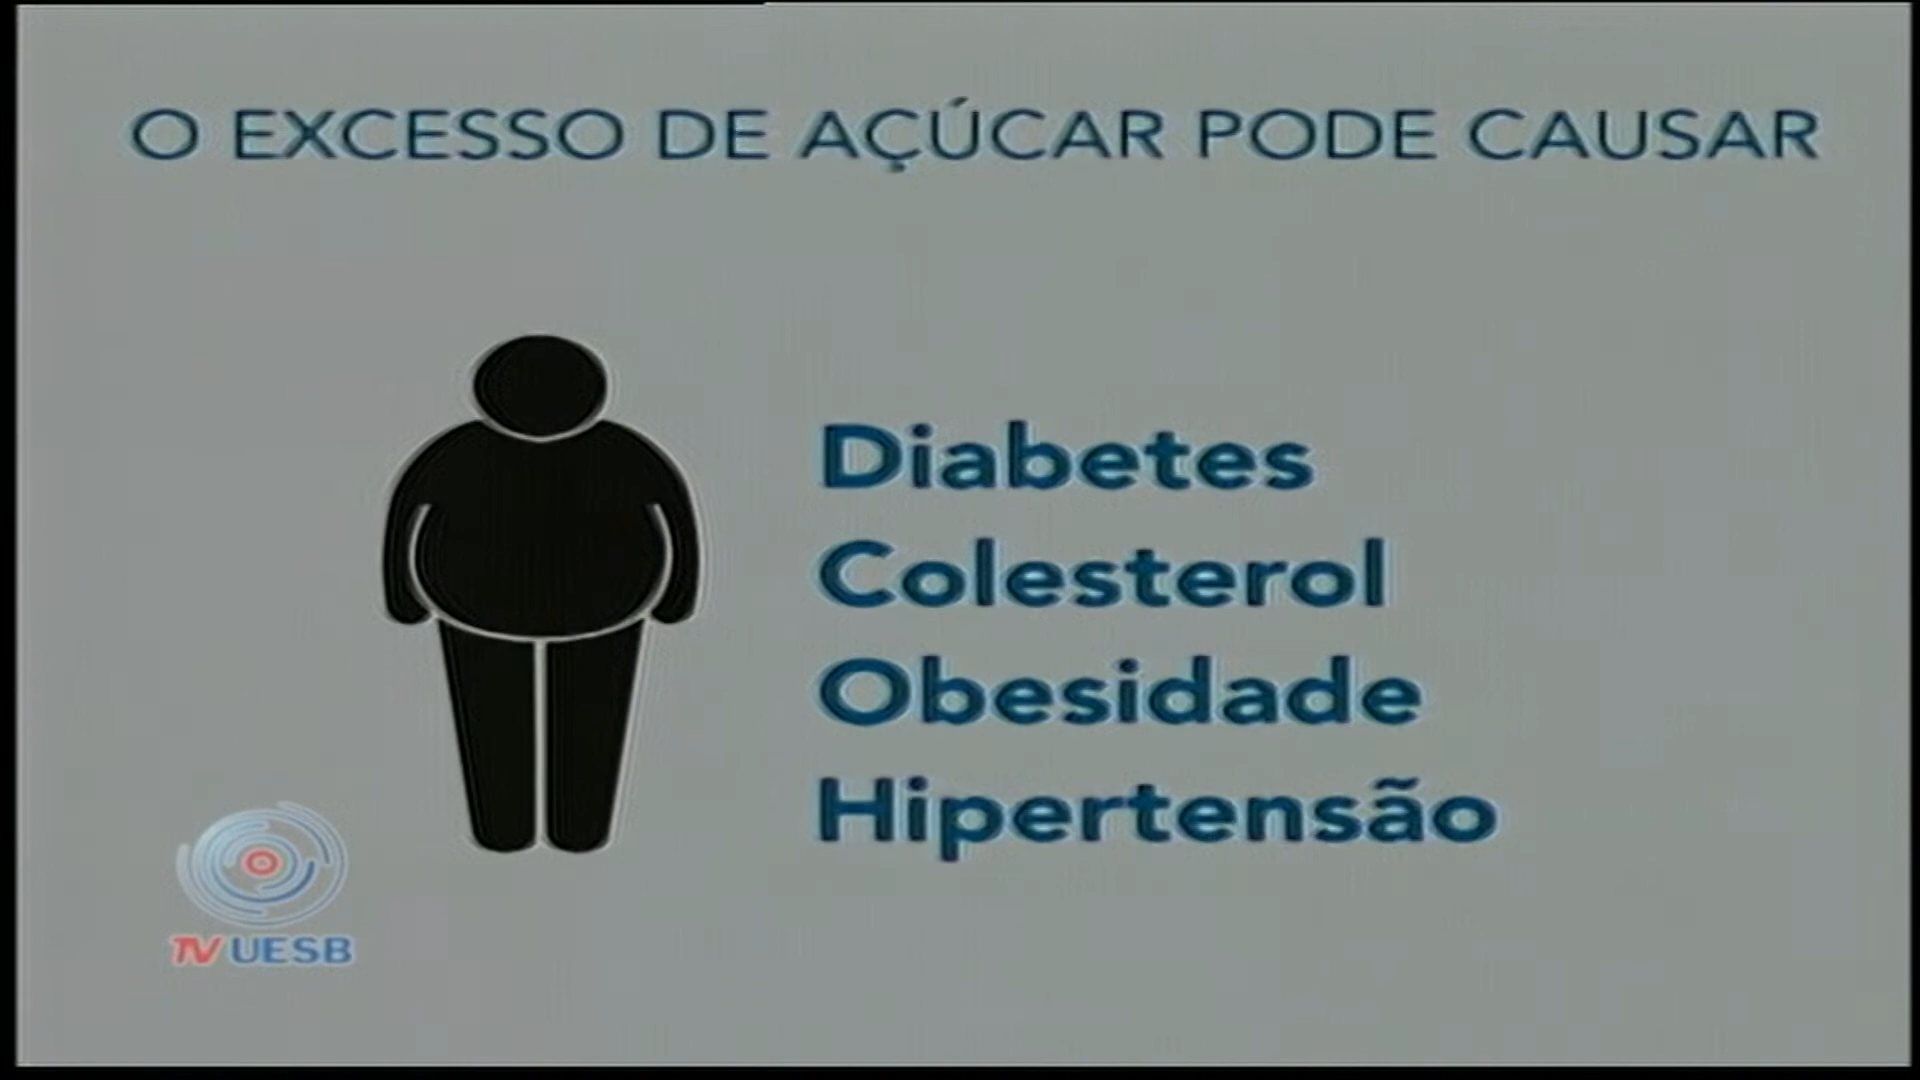 O EXCESSO DE AÇÚCAR PODE CAUSAR
Diabetes
Colesterol
Obesidade
Hipertensão
TV UESB